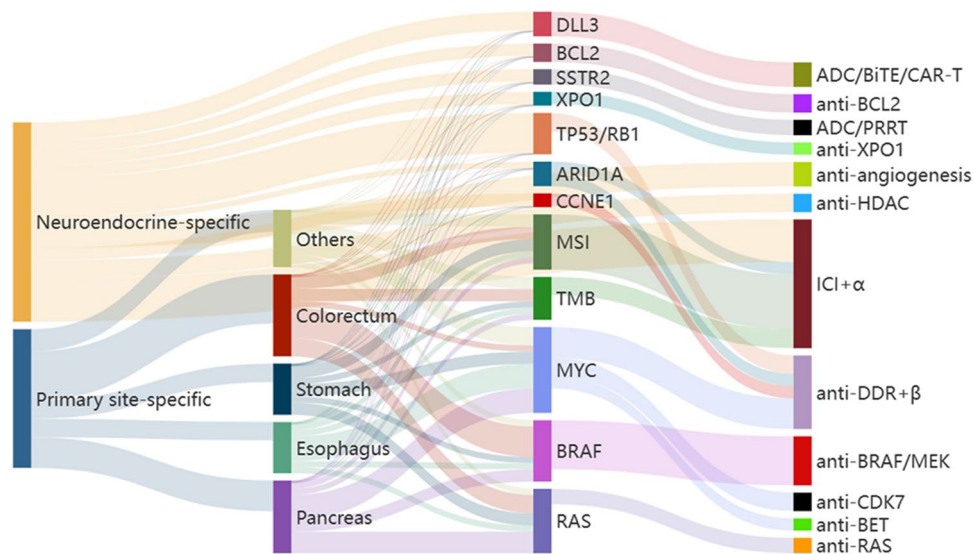 Neuroendocrine-specific
Primary site-specific
Others
Colorectum
Stomach
Esophagus
Pancreas
DLL3
BCL2
SSTR2
XPO1
TP53/RB1
ARID1A
CCNE1
MSI
TMB
MYC
BRAF
RAS
ADC/BiTE/CAR-T
anti-BCL2
ADC/PRRT
anti-XPO1
anti-angiogenesis
anti-HDAC
ICI+α
anti-DDR+β
anti-BRAF/MEK
anti-CDK7
anti-BET
anti-RAS